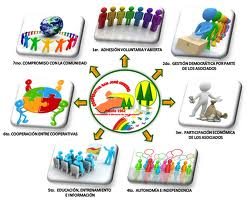 1er. ADHESIÓN VOLUNTARIA Y ABIERTA
2do. GESTIÓN DEMOCRÁTICA POR PARTE
DE LOS ASOCIADOS
3er. PARTICIPACIÓN ECONÓMICA
DE LOS ASOCIADOS
4to. AUTONOMÍA E INDEPENDENCIA
5to. EDUCACIÓN, ENTRENAMIENTO
E INFORMACIÓN
6to. COOPERACIÓN ENTRE COOPERATIVAS
7mo. COMPROMISO CON LA COMUNIDAD